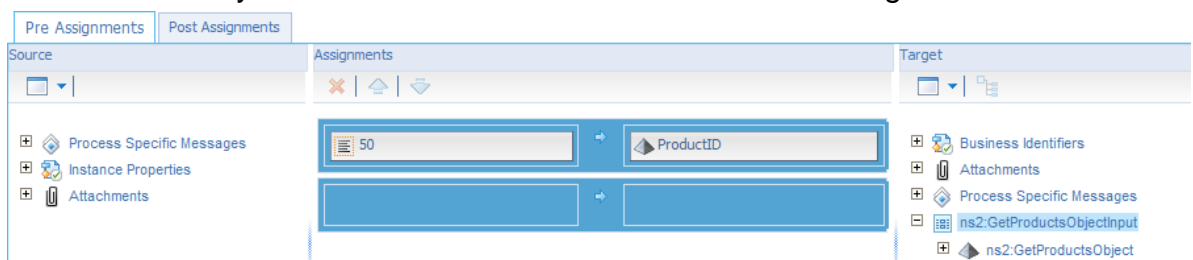 Pre Assignments Post Assignments
Source Assignments Target
Process Specific Messages
Instance Properties
Attachments
50 ProductID
Business Identifiers
Attachments
Process Specific Messages
ns2:GetProductsObjectInput
ns2:GetProductsObject